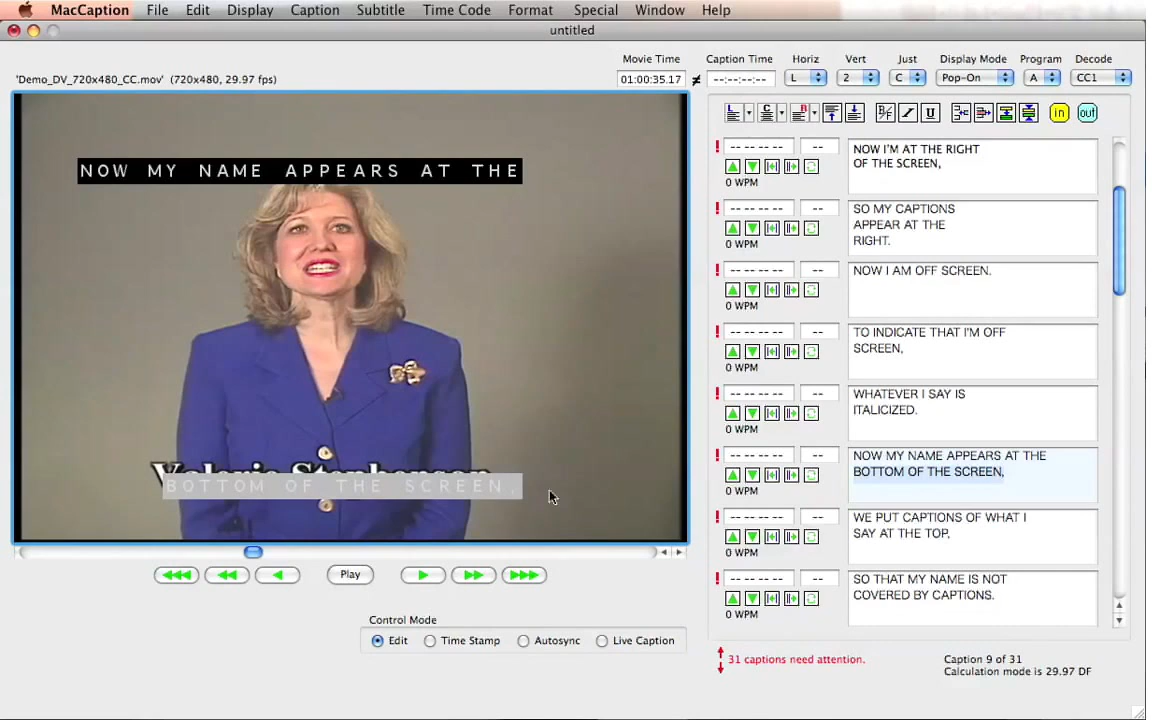 MacCaption File Edit Display Caption Subtitle Time Code Format Special Window Help
untitled
'Demo_DV_720x480_CC.mov' (720x480, 29.97 fps)
Movie Time Caption Time Horiz Vert Just Display Mode Program Decode
01:00:35.17 ≠ --:--:--:-- L 2 C Pop-On A CC1
L C R B/F I U in out
NOW MY NAME APPEARS AT THE
Valerie Stephenson
BOTTOM OF THE SCREEN,
Play
Control Mode
Edit Time Stamp Autosync Live Caption
! -- -- -- -- --
0 WPM
NOW I'M AT THE RIGHT
OF THE SCREEN,
! -- -- -- -- --
0 WPM
SO MY CAPTIONS
APPEAR AT THE
RIGHT.
! -- -- -- -- --
0 WPM
NOW I AM OFF SCREEN.
! -- -- -- -- --
0 WPM
TO INDICATE THAT I'M OFF
SCREEN,
! -- -- -- -- --
0 WPM
WHATEVER I SAY IS
ITALICIZED.
! -- -- -- -- --
0 WPM
NOW MY NAME APPEARS AT THE
BOTTOM OF THE SCREEN,
! -- -- -- -- --
0 WPM
WE PUT CAPTIONS OF WHAT I
SAY AT THE TOP,
! -- -- -- -- --
0 WPM
SO THAT MY NAME IS NOT
COVERED BY CAPTIONS.
31 captions need attention.
Caption 9 of 31
Calculation mode is 29.97 DF